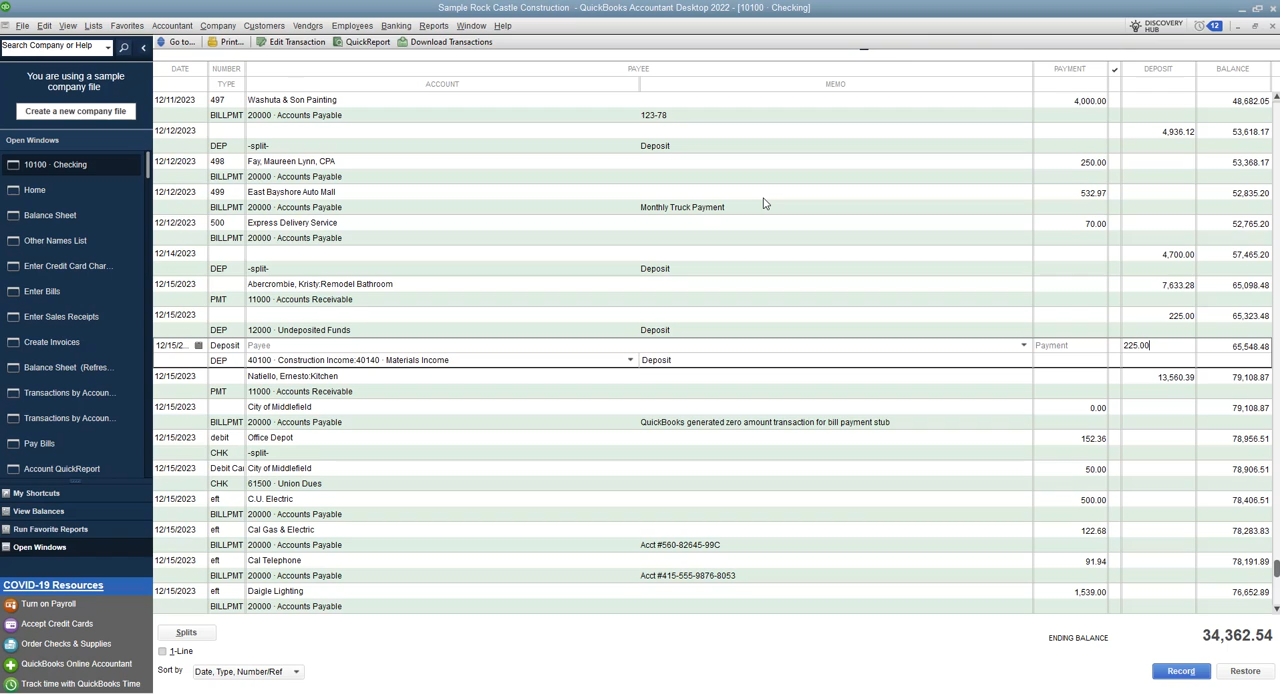 Sample Rock Castle Construction - QuickBooks Accountant Desktop 2022 - [10100 · Checking]
File Edit View Lists Favorites Accountant Company Customers Vendors Employees Banking Reports Window Help
DISCOVERY HUB 12
Search Company or Help
Go to... Print... Edit Transaction QuickReport Download Transactions
You are using a sample company file
Create a new company file
Open Windows
10100 · Checking
Home
Balance Sheet
Other Names List
Enter Credit Card Char...
Enter Bills
Enter Sales Receipts
Create Invoices
Balance Sheet (Refres...
Transactions by Accoun...
Transactions by Accoun...
Pay Bills
Account QuickReport
My Shortcuts
View Balances
Run Favorite Reports
Open Windows
COVID-19 Resources
Turn on Payroll
Accept Credit Cards
Order Checks & Supplies
QuickBooks Online Accountant
Track time with QuickBooks Time
DATE NUMBER PAYEE PAYMENT ✓ DEPOSIT BALANCE
TYPE ACCOUNT MEMO
12/11/2023 497 Washuta & Son Painting 4,000.00 48,682.05
BILLPMT 20000 · Accounts Payable 123-78
12/12/2023 4,936.12 53,618.17
DEP -split- Deposit
12/12/2023 498 Fay, Maureen Lynn, CPA 250.00 53,368.17
BILLPMT 20000 · Accounts Payable
12/12/2023 499 East Bayshore Auto Mall 532.97 52,835.20
BILLPMT 20000 · Accounts Payable Monthly Truck Payment
12/12/2023 500 Express Delivery Service 70.00 52,765.20
BILLPMT 20000 · Accounts Payable
12/14/2023 4,700.00 57,465.20
DEP -split- Deposit
12/15/2023 Abercrombie, Kristy:Remodel Bathroom 7,633.28 65,098.48
PMT 11000 · Accounts Receivable
12/15/2023 225.00 65,323.48
DEP 12000 · Undeposited Funds Deposit
12/15/2... Deposit Payee Payment 225.00 65,548.48
DEP 40100 · Construction Income:40140 · Materials Income Deposit
12/15/2023 Natiello, Ernesto:Kitchen 13,560.39 79,108.87
PMT 11000 · Accounts Receivable
12/15/2023 City of Middlefield 0.00 79,108.87
BILLPMT 20000 · Accounts Payable QuickBooks generated zero amount transaction for bill payment stub
12/15/2023 debit Office Depot 152.36 78,956.51
CHK -split-
12/15/2023 Debit Car City of Middlefield 50.00 78,906.51
CHK 61500 · Union Dues
12/15/2023 eft C.U. Electric 500.00 78,406.51
BILLPMT 20000 · Accounts Payable
12/15/2023 eft Cal Gas & Electric 122.68 78,283.83
BILLPMT 20000 · Accounts Payable Acct #560-82645-99C
12/15/2023 eft Cal Telephone 91.94 78,191.89
BILLPMT 20000 · Accounts Payable Acct #415-555-9876-8053
12/15/2023 eft Daigle Lighting 1,539.00 76,652.89
BILLPMT 20000 · Accounts Payable
Splits
ENDING BALANCE 34,362.54
1-Line
Sort by Date, Type, Number/Ref
Record Restore